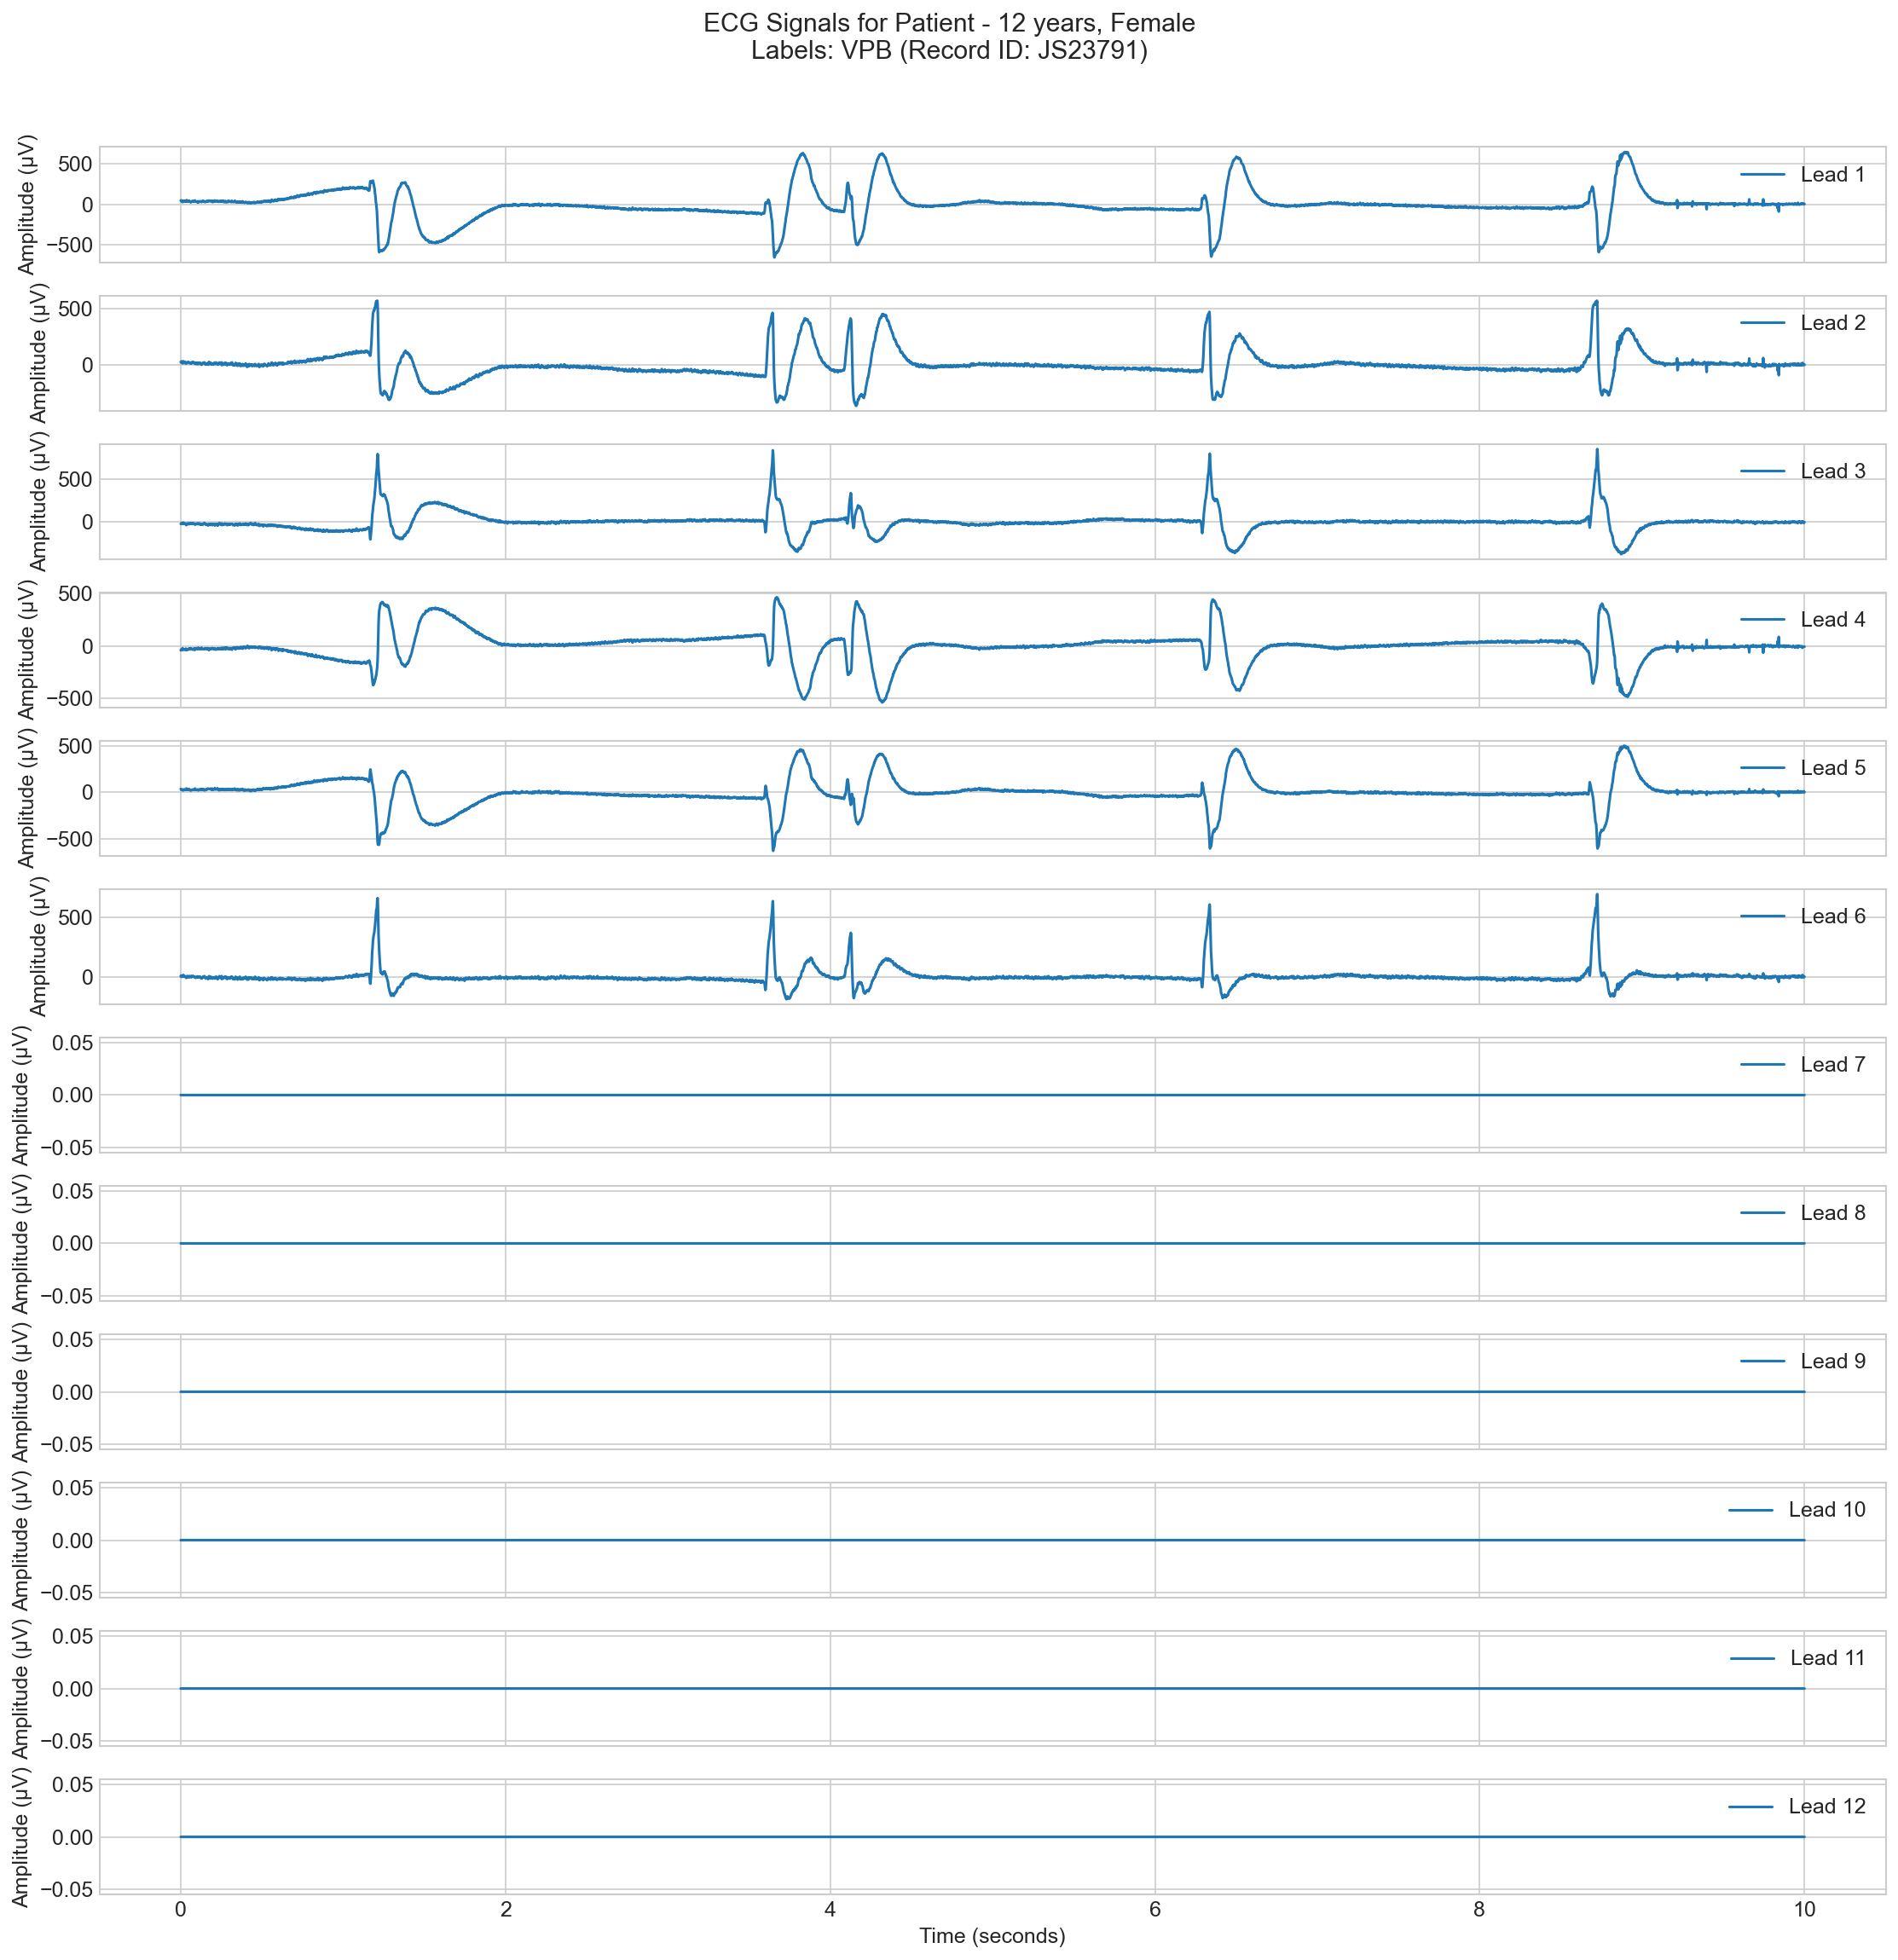 ECG Signals for Patient - 12 years, Female
Labels: VPB (Record ID: JS23791)
Amplitude (µV)
500
0
−500
Lead 1
Amplitude (µV)
500
0
Lead 2
Amplitude (µV)
500
0
Lead 3
Amplitude (µV)
500
0
−500
Lead 4
Amplitude (µV)
500
0
−500
Lead 5
Amplitude (µV)
500
0
Lead 6
Amplitude (µV)
0.05
0.00
−0.05
Lead 7
Amplitude (µV)
0.05
0.00
−0.05
Lead 8
Amplitude (µV)
0.05
0.00
−0.05
Lead 9
Amplitude (µV)
0.05
0.00
−0.05
Lead 10
Amplitude (µV)
0.05
0.00
−0.05
Lead 11
Amplitude (µV)
0.05
0.00
−0.05
Lead 12
0 2 4 6 8 10
Time (seconds)